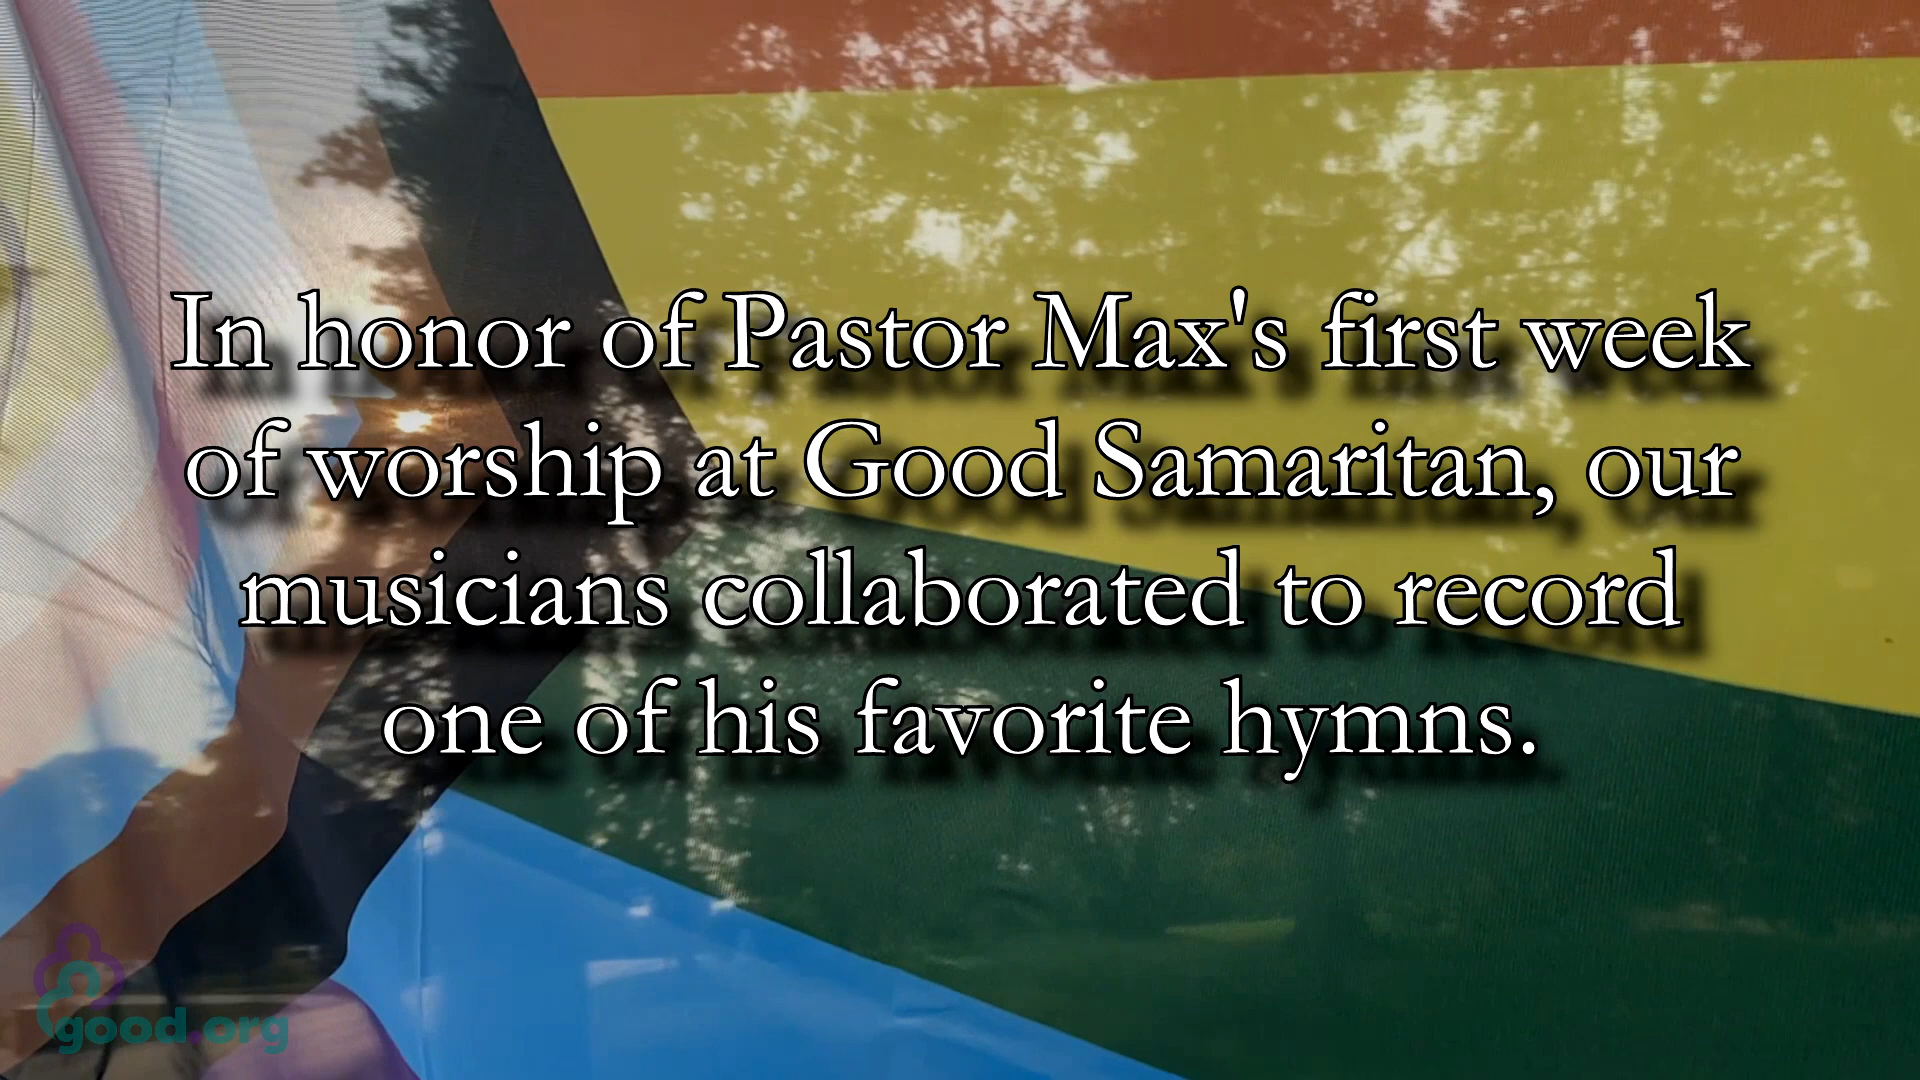 In honor of Pastor Max's first week
of worship at Good Samaritan, our
musicians collaborated to record
one of his favorite hymns.
good.org